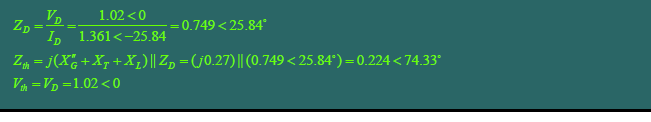 Z_D = V_D / I_D = 1.02<0 / 1.361<−25.84 = 0.749<25.84°
Z_th = j(X″_G + X_T + X_L) || Z_D = (j0.27) || (0.749<25.84°) = 0.224<74.33°
V_th = V_D = 1.02<0